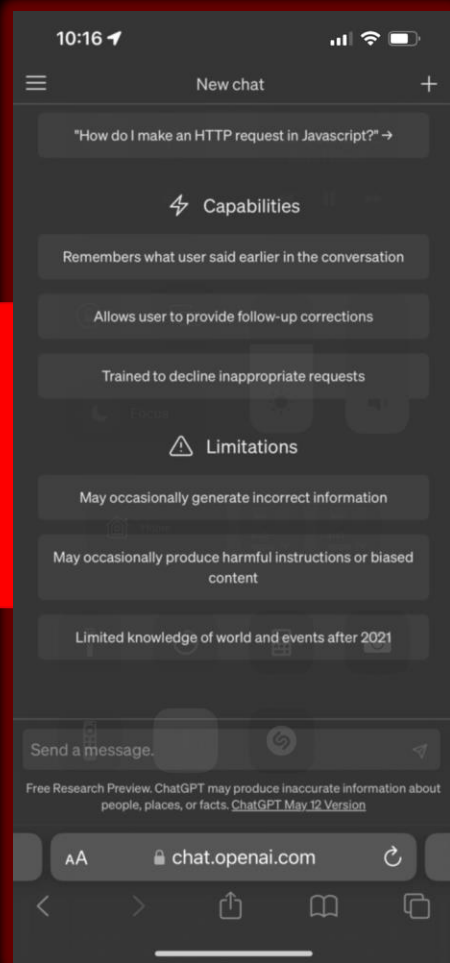 10:16
New chat
"How do I make an HTTP request in Javascript?" →
Capabilities
Remembers what user said earlier in the conversation
Allows user to provide follow-up corrections
Trained to decline inappropriate requests
Focus
Limitations
May occasionally generate incorrect information
May occasionally produce harmful instructions or biased
content
Limited knowledge of world and events after 2021
Send a message.
Free Research Preview. ChatGPT may produce inaccurate information about
people, places, or facts. ChatGPT May 12 Version
AA chat.openai.com